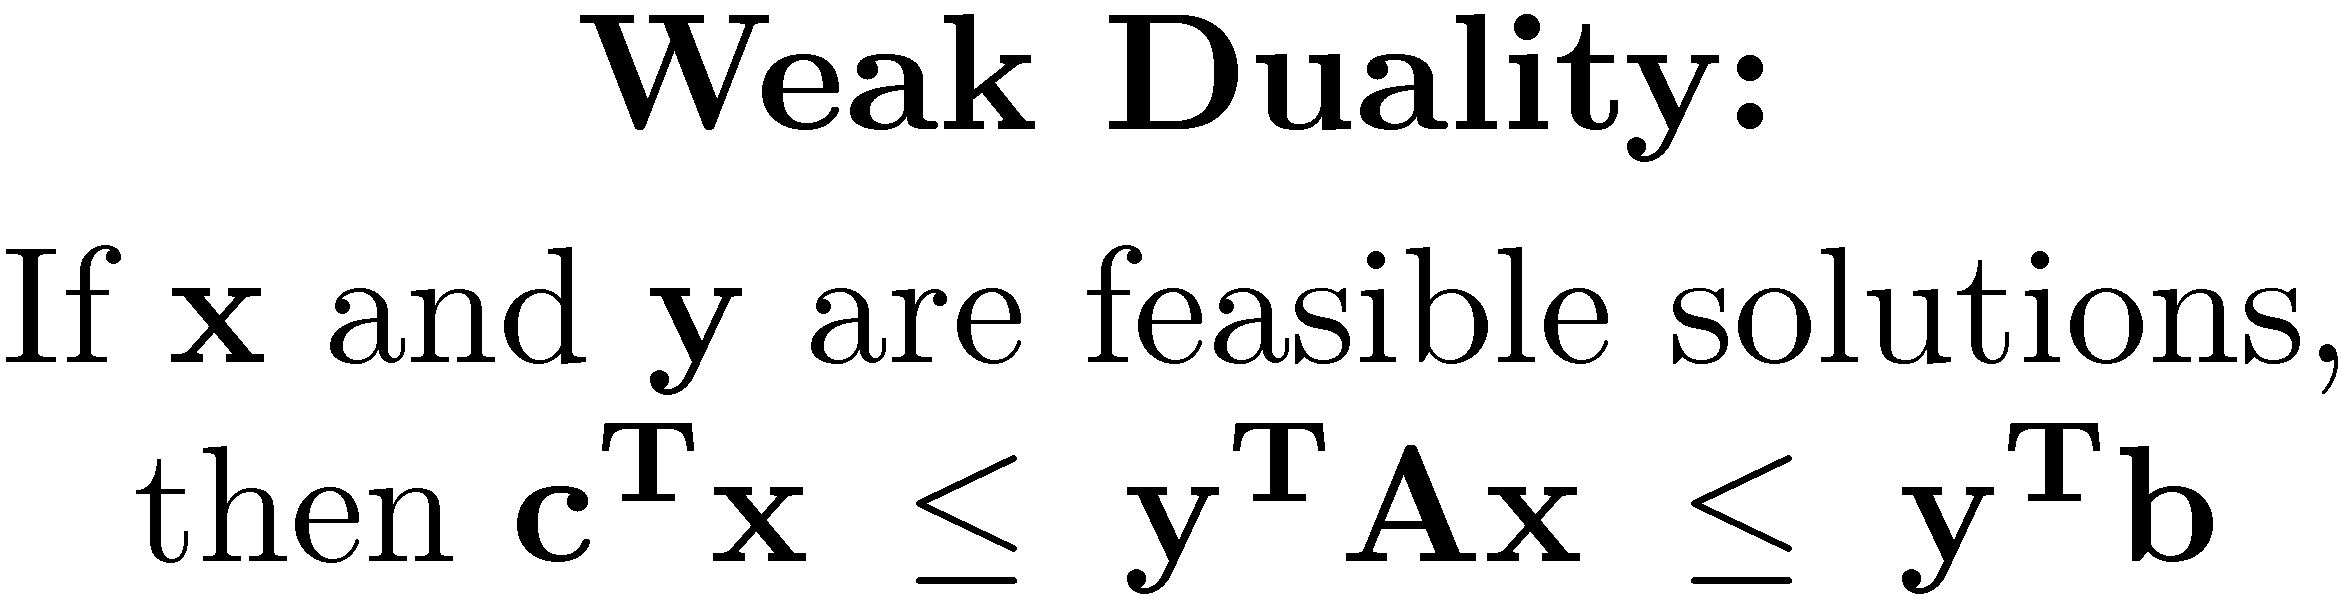 Weak Duality:
If x and y are feasible solutions,
then cᵀx ≤ yᵀAx ≤ yᵀb